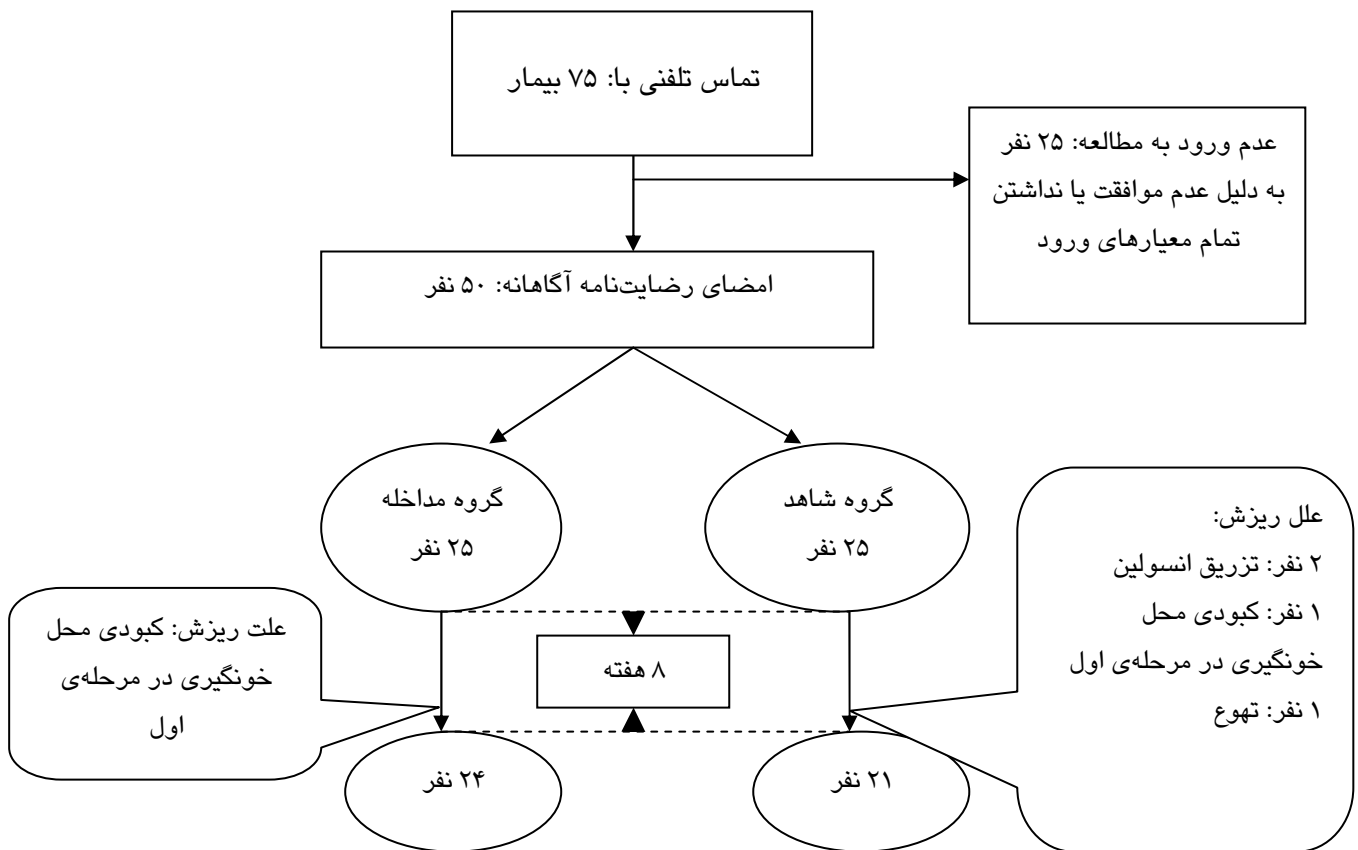 تماس تلفنی با: ۷۵ بیمار
عدم ورود به مطالعه: ۲۵ نفر
به دلیل عدم موافقت یا نداشتن
تمام معیارهای ورود
امضای رضایت‌نامه آگاهانه: ۵۰ نفر
گروه شاهد
۲۵ نفر
گروه مداخله
۲۵ نفر
علل ریزش:
۲ نفر: تزریق انسولین
۱ نفر: کبودی محل
خونگیری در مرحله‌ی اول
۱ نفر: تهوع
علت ریزش: کبودی محل
خونگیری در مرحله‌ی
اول
۸ هفته
۲۱ نفر
۲۴ نفر